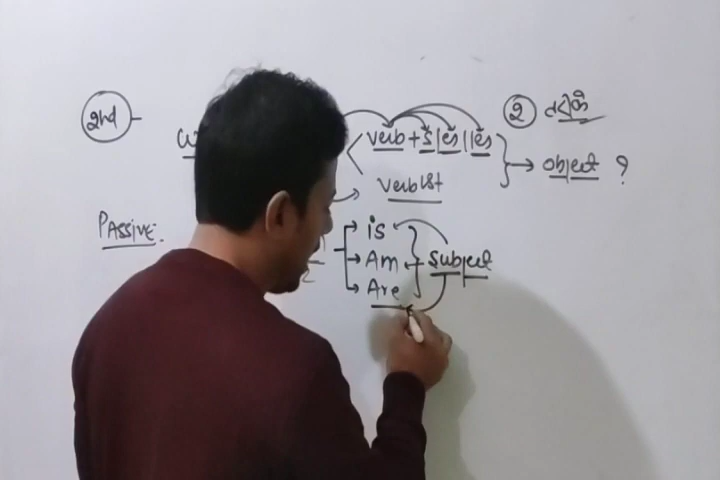 2nd
② तरीके
verb + s|es||ies
object ?
verb 1st
Passive.
is
Am
Are
subject